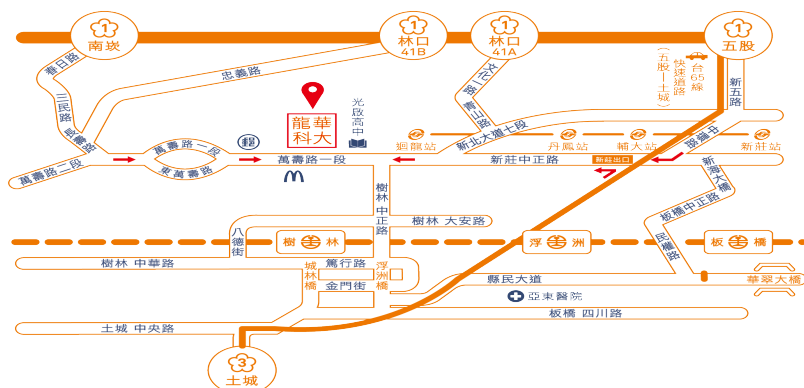 1
南崁
1
林口
41B
1
林口
41A
1
五股
春日路
忠義路
文化一路
台65線
快速道路
(五股—土城)
新五路
三民路
青山路
光啟高中
龍華
科大
長壽路
新北大道七段
中華路
萬壽路一段
迴龍站
丹鳳站
輔大站
新莊站
萬壽路二段
東萬壽路
萬壽路一段
新莊中正路
新莊出口
新海大橋
樹林 中正路
樹林 大安路
板橋中正路
八德街
民權路
樹 林
浮 洲
板 橋
樹林 中華路
城林橋
篤行路
浮洲橋
金門街
縣民大道
華翠大橋
亞東醫院
土城 中央路
板橋 四川路
3
土城